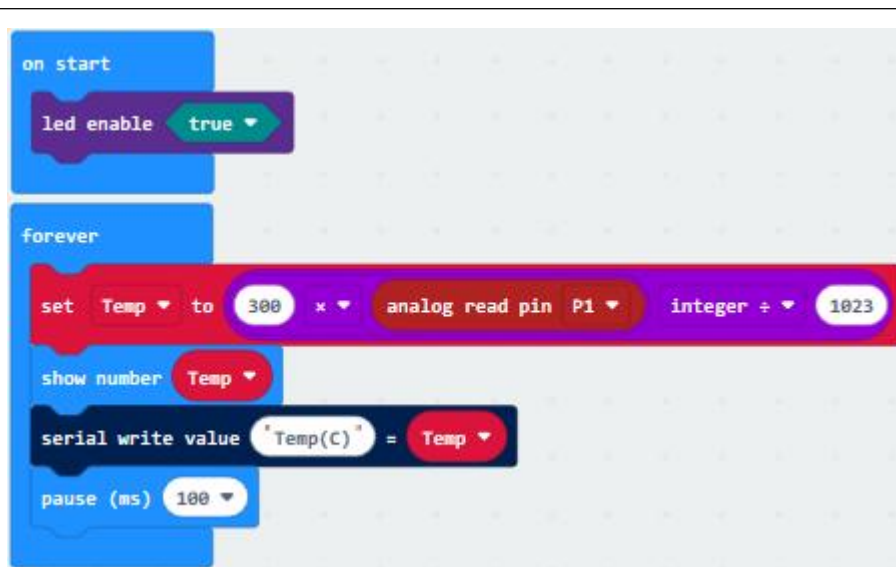 on start
led enable true
forever
set Temp to 300 × analog read pin P1 integer ÷ 1023
show number Temp
serial write value "Temp(C)" = Temp
pause (ms) 100